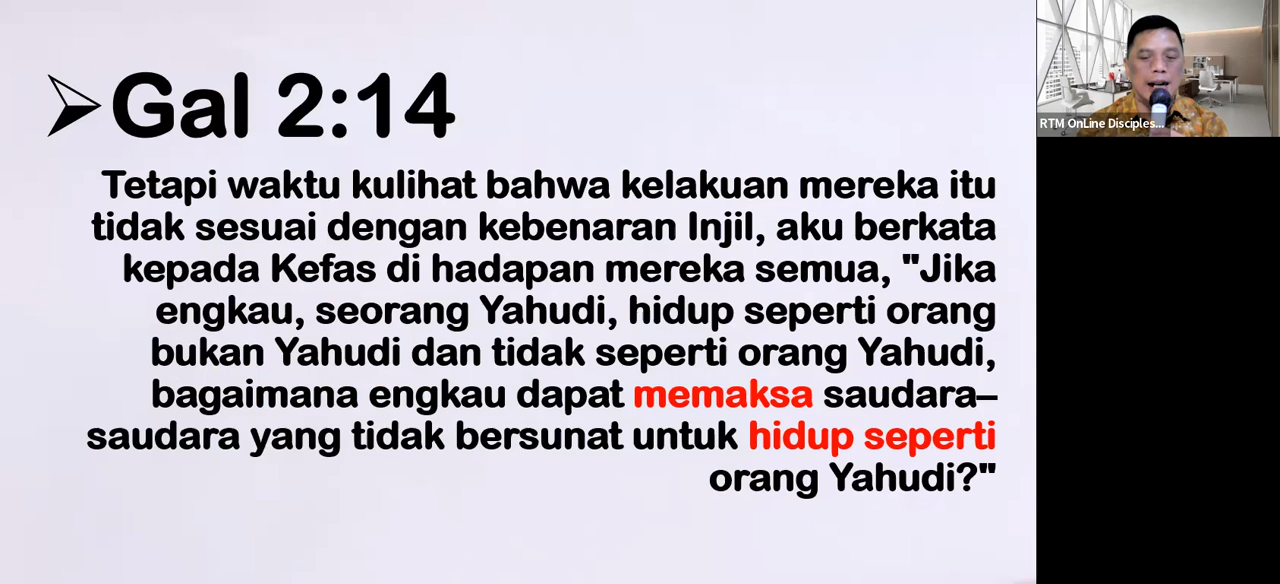 Gal 2:14
Tetapi waktu kulihat bahwa kelakuan mereka itu
tidak sesuai dengan kebenaran Injil, aku berkata
kepada Kefas di hadapan mereka semua, "Jika
engkau, seorang Yahudi, hidup seperti orang
bukan Yahudi dan tidak seperti orang Yahudi,
bagaimana engkau dapat memaksa saudara–
saudara yang tidak bersunat untuk hidup seperti
orang Yahudi?"
RTM OnLine Disciples...